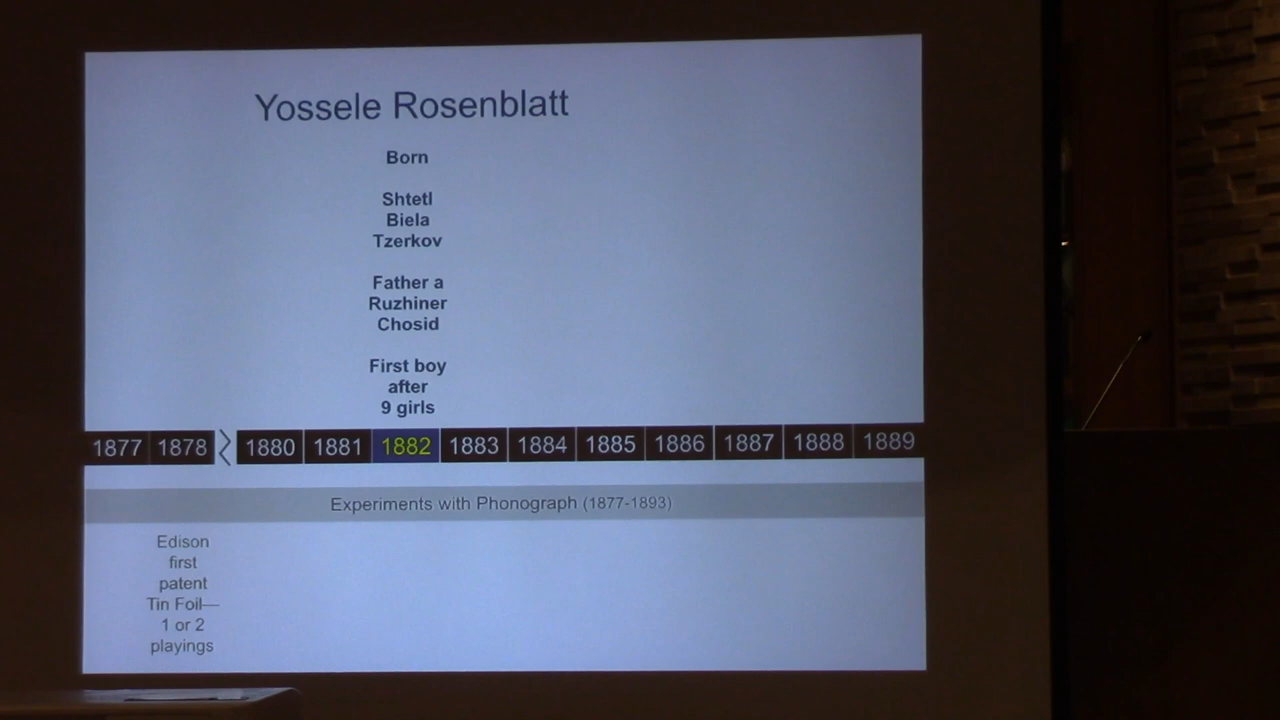 Yossele Rosenblatt
Born
Shtetl
Biela
Tzerkov
Father a
Ruzhiner
Chosid
First boy
after
9 girls
1877 1878 1880 1881 1882 1883 1884 1885 1886 1887 1888 1889
Experiments with Phonograph (1877-1893)
Edison
first
patent
Tin Foil—
1 or 2
playings